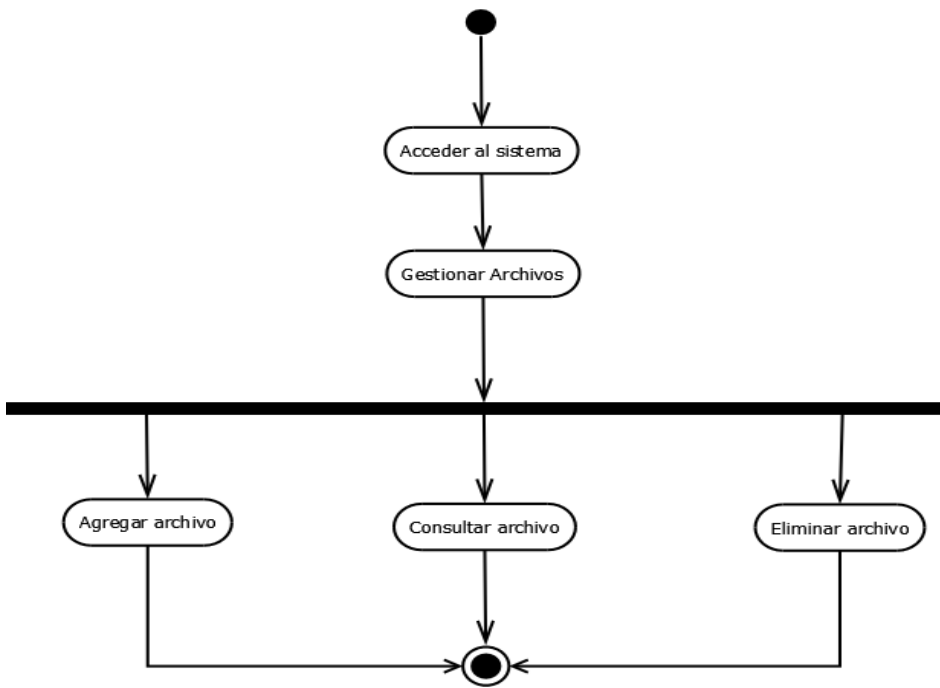 Acceder al sistema
Gestionar Archivos
Agregar archivo
Consultar archivo
Eliminar archivo